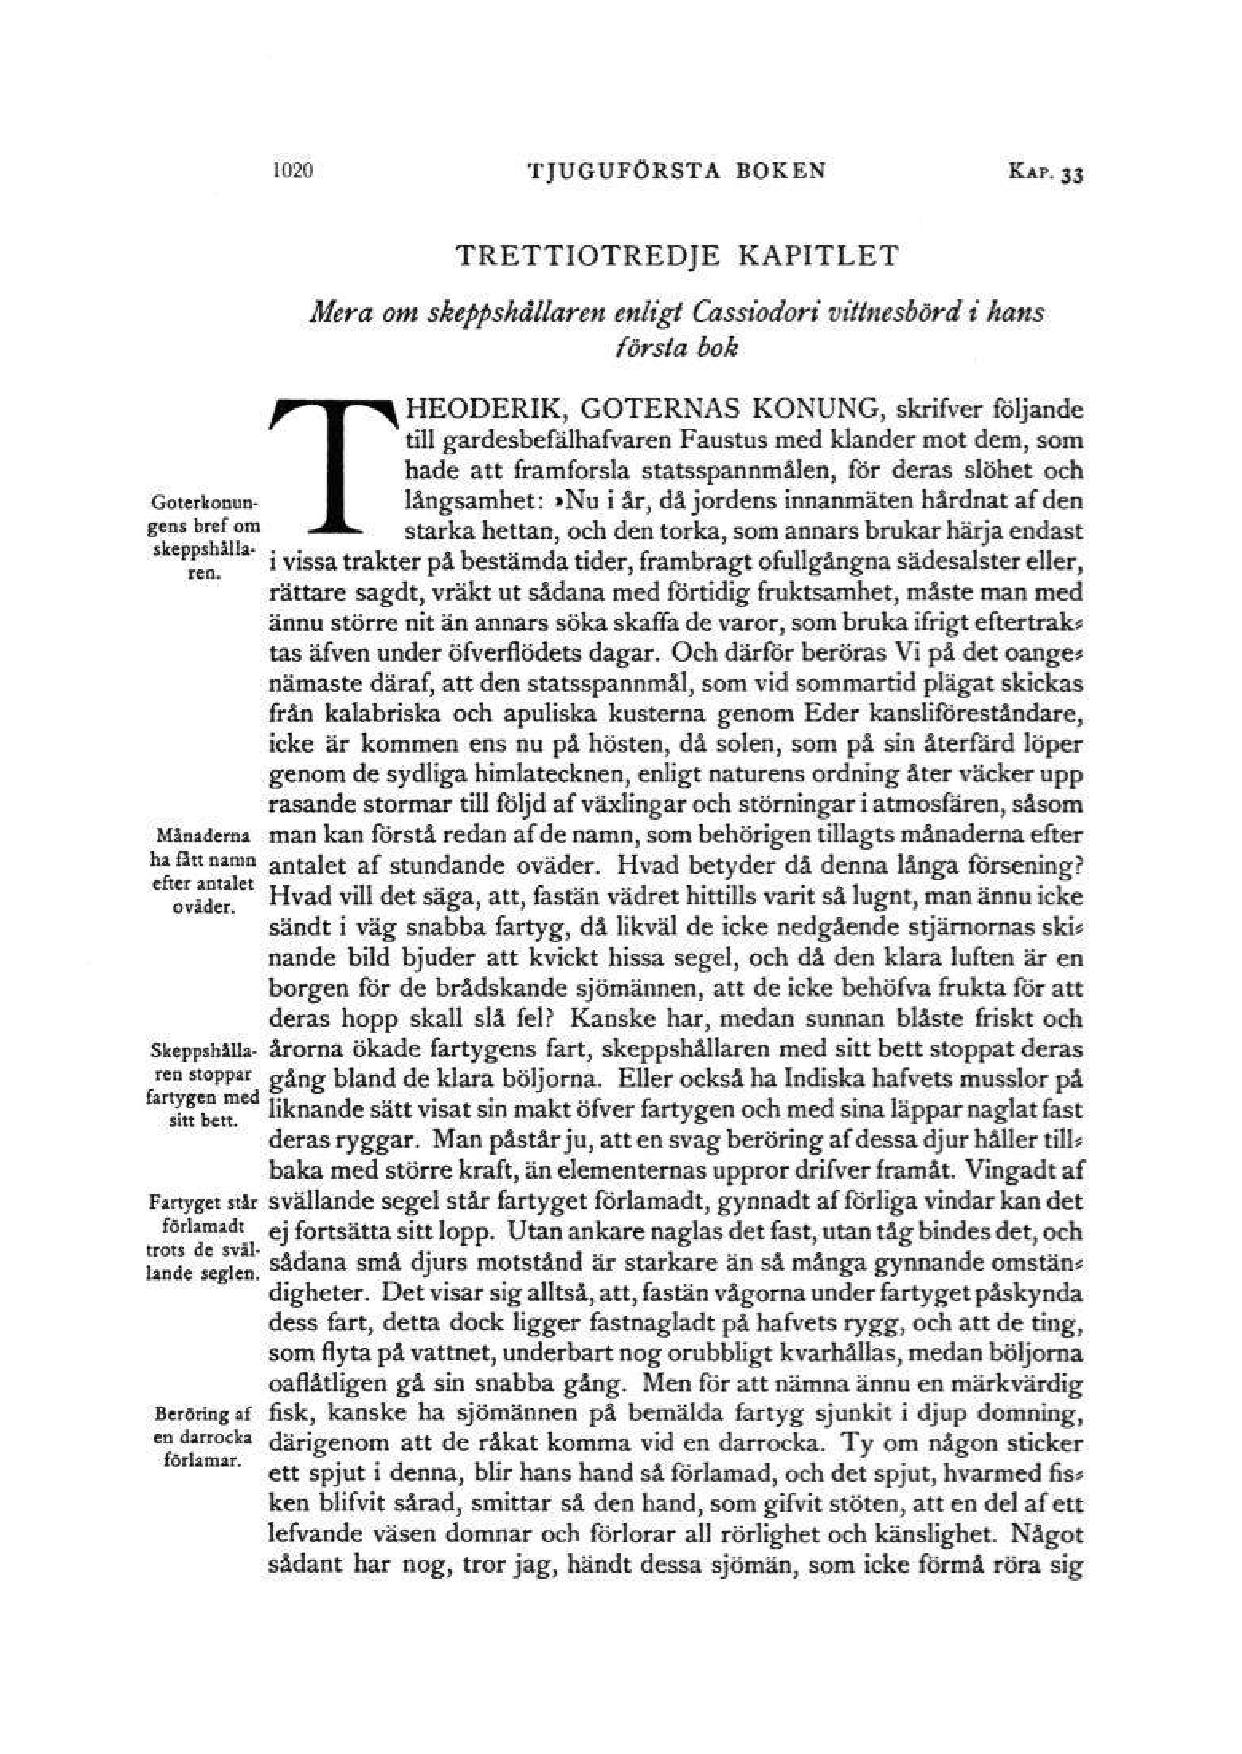 1020 TJUGUFÖRSTA BOKEN KAP. 33
TRETTIOTREDJE KAPITLET
Mera om skeppshållaren enligt Cassiodori vittnesbörd i hans
första bok
THEODERIK, GOTERNAS KONUNG, skrifver följande
till gardesbefälhafvaren Faustus med klander mot dem, som
hade att framforsla statsspannmålen, för deras slöhet och
långsamhet: »Nu i år, då jordens innanmäten hårdnat af den
starka hettan, och den torka, som annars brukar härja endast
i vissa trakter på bestämda tider, frambragt ofullgångna sädesalster eller,
rättare sagdt, vräkt ut sådana med förtidig fruktsamhet, måste man med
ännu större nit än annars söka skaffa de varor, som bruka ifrigt eftertrak-
tas äfven under öfverflödets dagar. Och därför beröras Vi på det oange-
nämaste däraf, att den statsspannmål, som vid sommartid plägat skickas
från kalabriska och apuliska kusterna genom Eder kansliföreståndare,
icke är kommen ens nu på hösten, då solen, som på sin återfärd löper
genom de sydliga himlatecknen, enligt naturens ordning åter väcker upp
rasande stormar till följd af växlingar och störningar i atmosfären, såsom
man kan förstå redan af de namn, som behörigen tillagts månaderna efter
antalet af stundande oväder. Hvad betyder då denna långa försening?
Hvad vill det säga, att, fastän vädret hittills varit så lugnt, man ännu icke
sändt i väg snabba fartyg, då likväl de icke nedgående stjärnornas ski-
nande bild bjuder att kvickt hissa segel, och då den klara luften är en
borgen för de brådskande sjömännen, att de icke behöfva frukta för att
deras hopp skall slå fel? Kanske har, medan sunnan blåste friskt och
årorna ökade fartygens fart, skeppshållaren med sitt bett stoppat deras
gång bland de klara böljorna. Eller också ha Indiska hafvets musslor på
liknande sätt visat sin makt öfver fartygen och med sina läppar naglat fast
deras ryggar. Man påstår ju, att en svag beröring af dessa djur håller till-
baka med större kraft, än elementernas uppror drifver framåt. Vingadt af
svällande segel står fartyget förlamadt, gynnadt af förliga vindar kan det
ej fortsätta sitt lopp. Utan ankare naglas det fast, utan tåg bindes det, och
sådana små djurs motstånd är starkare än så många gynnande omstän-
digheter. Det visar sig alltså, att, fastän vågorna under fartyget påskynda
dess fart, detta dock ligger fastnagladt på hafvets rygg, och att de ting,
som flyta på vattnet, underbart nog orubbligt kvarhållas, medan böljorna
oaflåtligen gå sin snabba gång. Men för att nämna ännu en märkvärdig
fisk, kanske ha sjömännen på bemälda fartyg sjunkit i djup domning,
därigenom att de råkat komma vid en darrocka. Ty om någon sticker
ett spjut i denna, blir hans hand så förlamad, och det spjut, hvarmed fis-
ken blifvit sårad, smittar så den hand, som gifvit stöten, att en del af ett
lefvande väsen domnar och förlorar all rörlighet och känslighet. Något
sådant har nog, tror jag, händt dessa sjömän, som icke förmå röra sig
Goterkonun-
gens bref om
skeppshålla-
ren.
Månaderna
ha fått namn
efter antalet
oväder.
Skeppshålla-
ren stoppar
fartygen med
sitt bett.
Fartyget står
förlamadt
trots de sväl-
lande seglen.
Beröring af
en darrocka
förlamar.